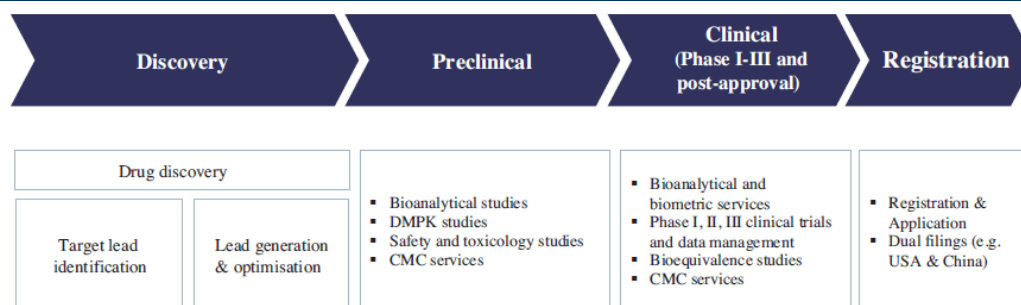 Discovery
Preclinical
Clinical
(Phase I-III and
post-approval)
Registration
Drug discovery
Target lead
identification
Lead generation
& optimisation
▪ Bioanalytical studies
▪ DMPK studies
▪ Safety and toxicology studies
▪ CMC services
▪ Bioanalytical and
biometric services
▪ Phase I, II, III clinical trials
and data management
▪ Bioequivalence studies
▪ CMC services
▪ Registration &
Application
▪ Dual filings (e.g.
USA & China)